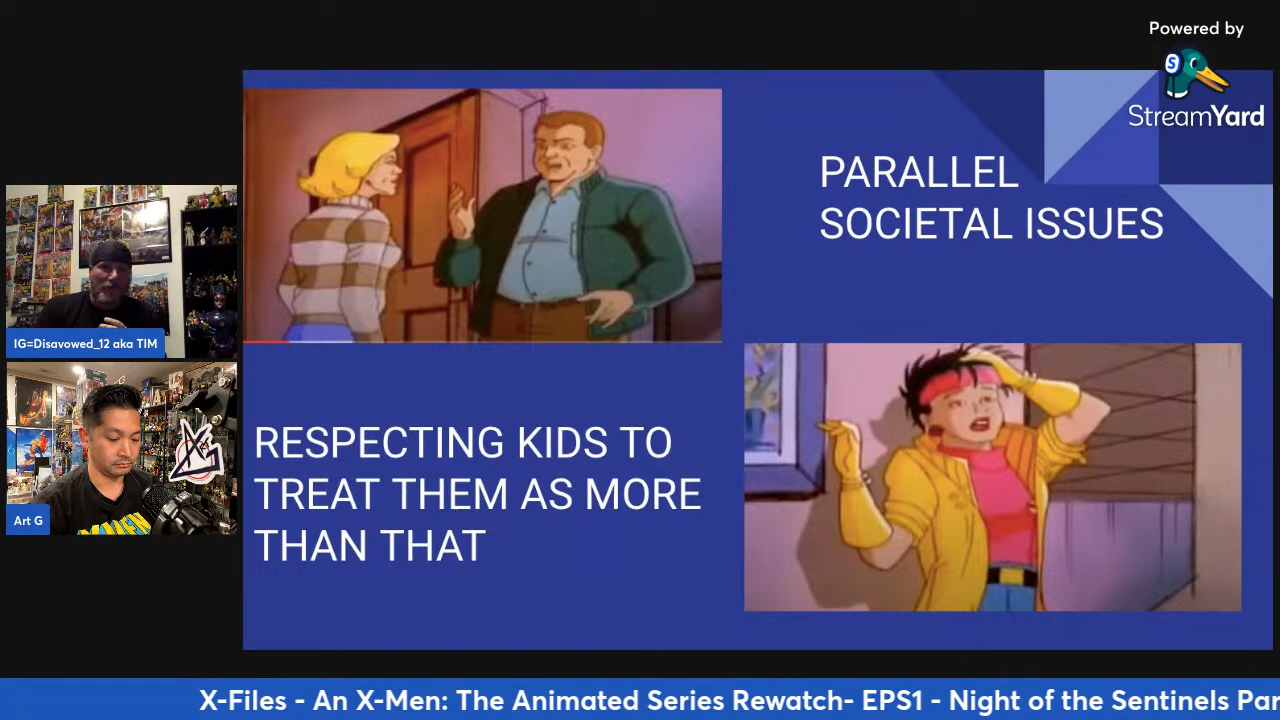 Powered by
StreamYard
PARALLEL
SOCIETAL ISSUES
IG=Disavowed_12 aka TIM
RESPECTING KIDS TO
TREAT THEM AS MORE
THAN THAT
Art G
X-Files - An X-Men: The Animated Series Rewatch- EPS1 - Night of the Sentinels Par